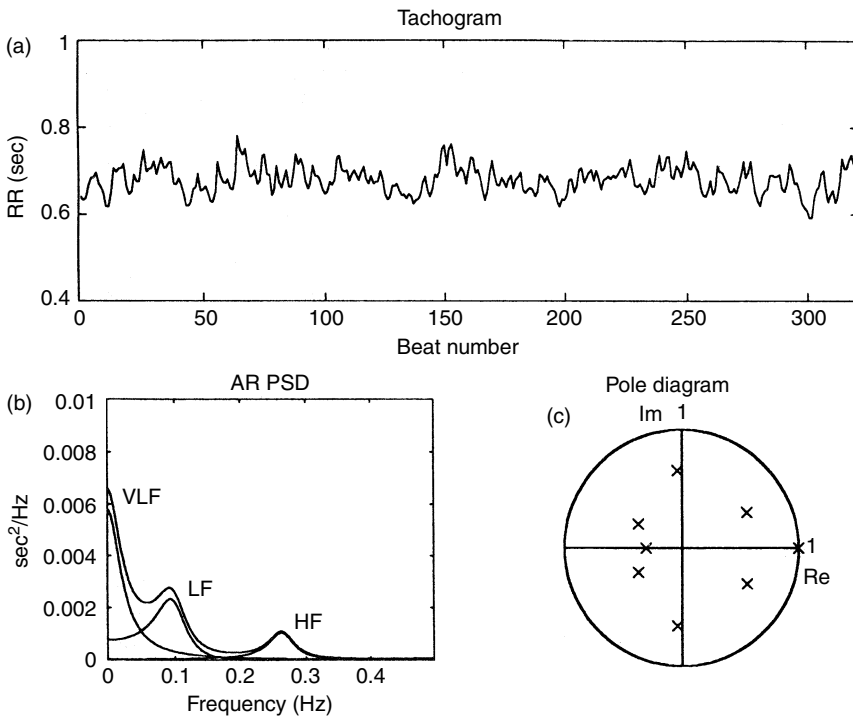 Tachogram
(a)
1
0.8
0.6
0.4
RR (sec)
0 50 100 150 200 250 300
Beat number
AR PSD
(b)
0.01
0.008
0.006
0.004
0.002
0
sec²/Hz
VLF
LF
HF
0 0.1 0.2 0.3 0.4
Frequency (Hz)
Pole diagram
(c)
Im 1
1
Re